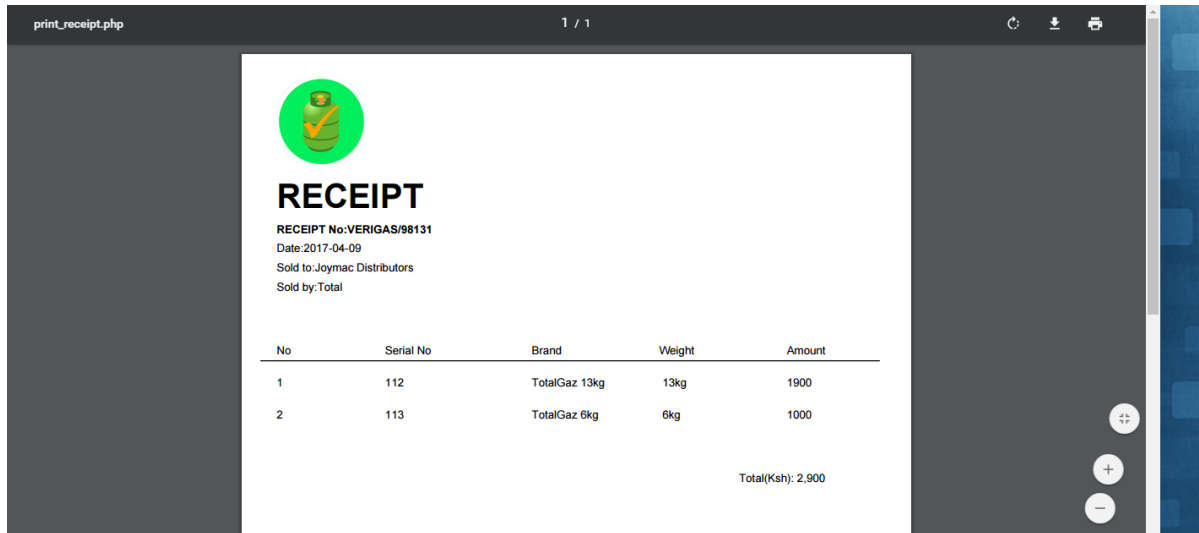 print_receipt.php 1 / 1
RECEIPT
RECEIPT No:VERIGAS/98131
Date:2017-04-09
Sold to:Joymac Distributors
Sold by:Total
No Serial No Brand Weight Amount
1 112 TotalGaz 13kg 13kg 1900
2 113 TotalGaz 6kg 6kg 1000
Total(Ksh): 2,900